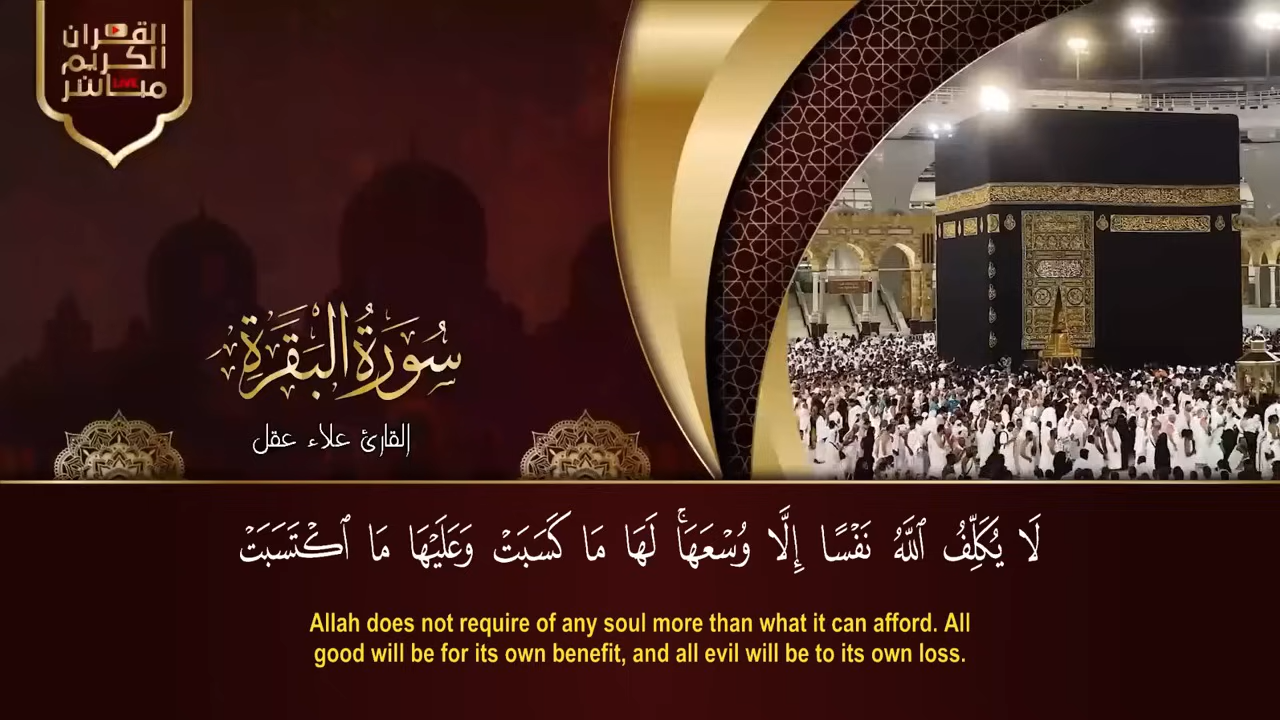 القران
الكريم
LIVE
مباشر
سُورَةُ البَقَرَةِ
القارئ علاء عقل
لَا يُكَلِّفُ ٱللَّهُ نَفْسًا إِلَّا وُسْعَهَاۚ لَهَا مَا كَسَبَتْ وَعَلَيْهَا مَا ٱكْتَسَبَتْ
Allah does not require of any soul more than what it can afford. All
good will be for its own benefit, and all evil will be to its own loss.